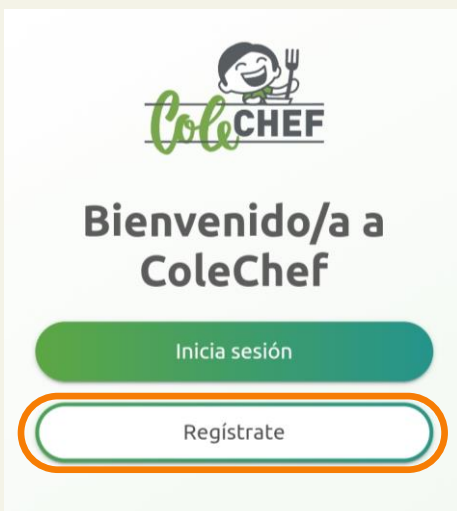 ColeCHEF
Bienvenido/a a
ColeChef
Inicia sesión
Regístrate